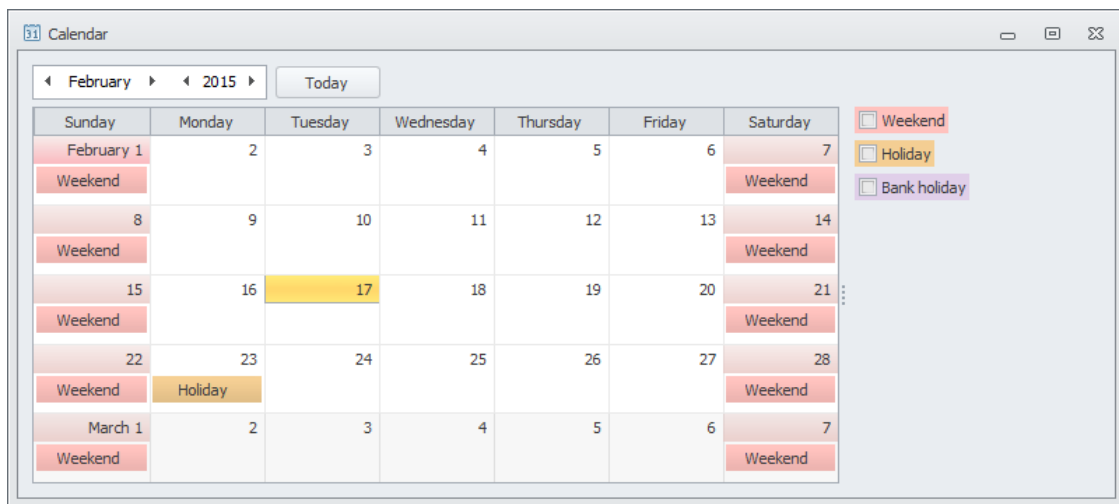 31 Calendar
February 2015 Today
Sunday Monday Tuesday Wednesday Thursday Friday Saturday
Weekend
February 1 2 3 4 5 6 7
Holiday
Weekend Weekend
Bank holiday
8 9 10 11 12 13 14
Weekend Weekend
15 16 17 18 19 20 21
Weekend Weekend
22 23 24 25 26 27 28
Weekend Holiday Weekend
March 1 2 3 4 5 6 7
Weekend Weekend